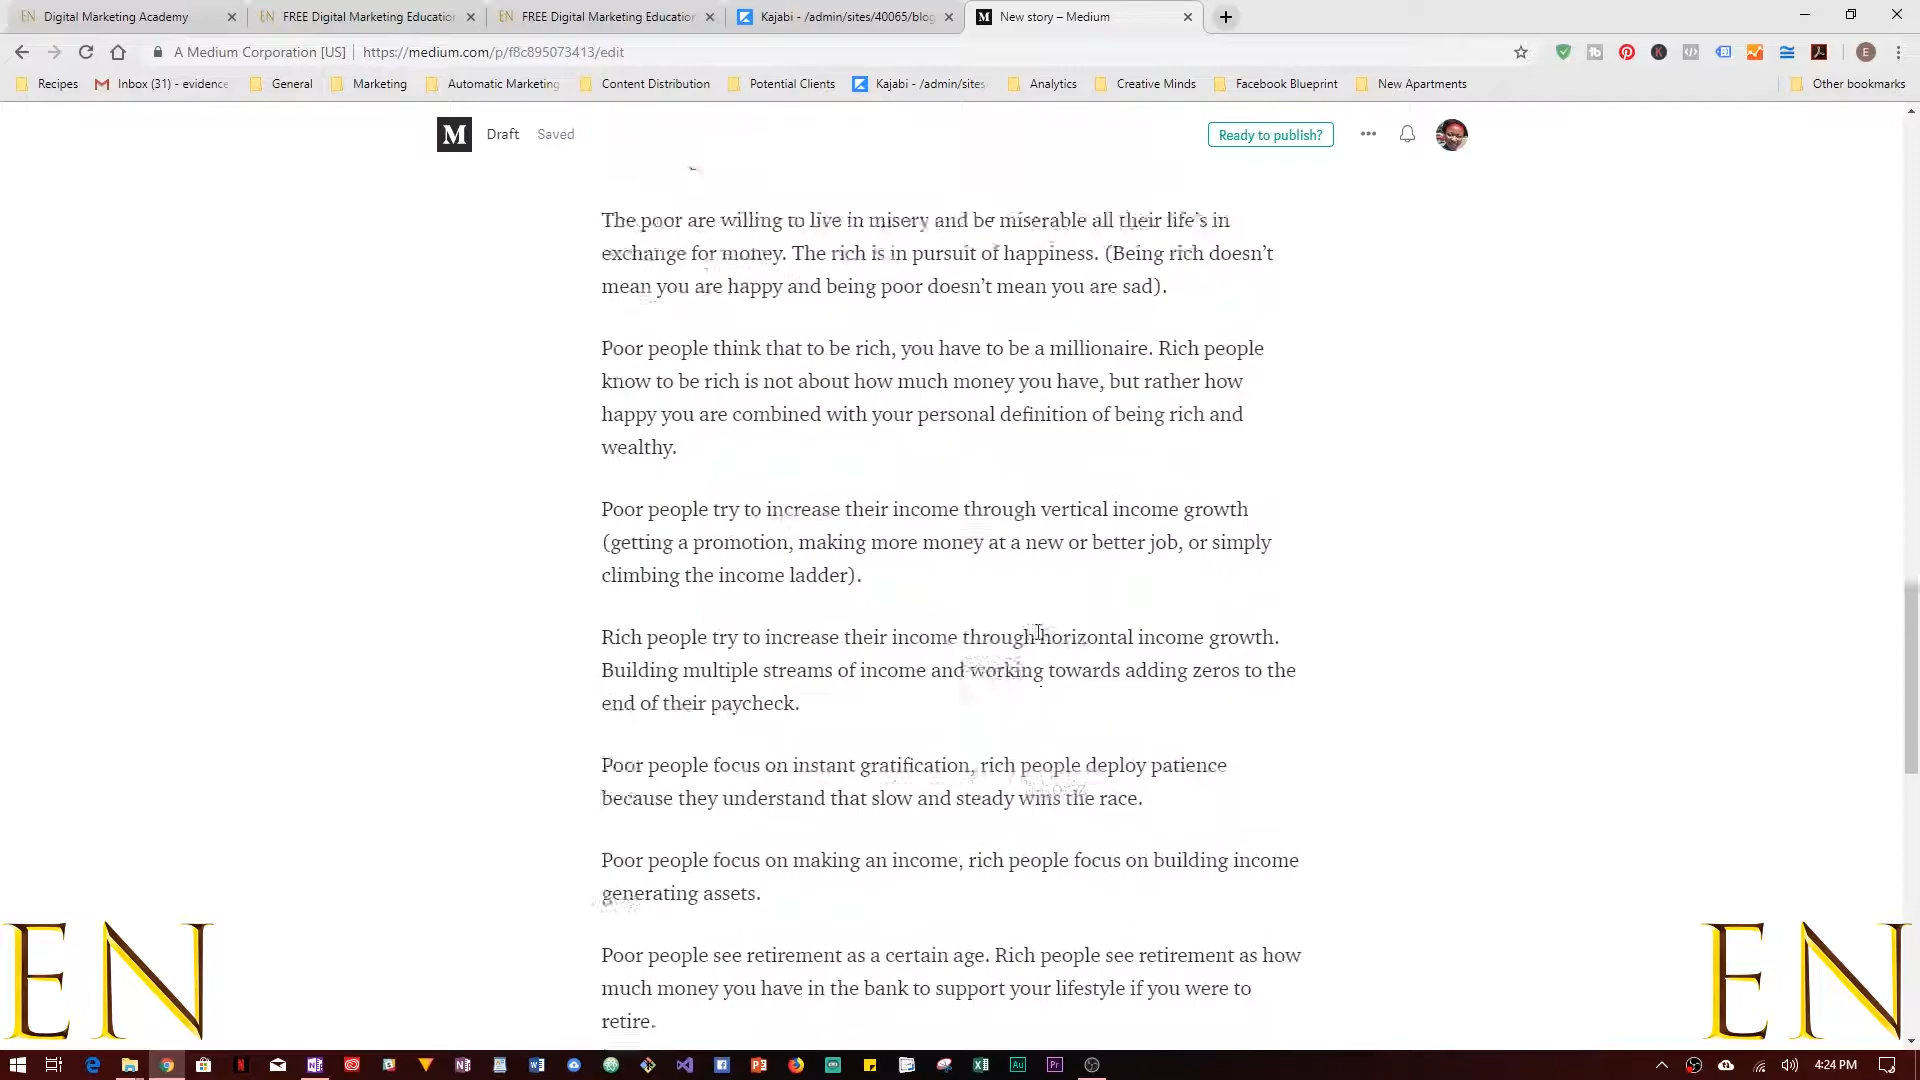 Digital Marketing Academy
FREE Digital Marketing Educatio
FREE Digital Marketing Educatior
Kajabi - /admin/sites/40065/blog
New story – Medium
A Medium Corporation [US]
https://medium.com/p/f8c895073413/edit
Recipes
Inbox (31) - evidence
General
Marketing
Automatic Marketing
Content Distribution
Potential Clients
Kajabi - /admin/sites
Analytics
Creative Minds
Facebook Blueprint
New Apartments
Other bookmarks
M
Draft
Saved
Ready to publish?
The poor are willing to live in misery and be miserable all their life's in
exchange for money. The rich is in pursuit of happiness. (Being rich doesn't
mean you are happy and being poor doesn't mean you are sad).
Poor people think that to be rich, you have to be a millionaire. Rich people
know to be rich is not about how much money you have, but rather how
happy you are combined with your personal definition of being rich and
wealthy.
Poor people try to increase their income through vertical income growth
(getting a promotion, making more money at a new or better job, or simply
climbing the income ladder).
Rich people try to increase their income through horizontal income growth.
Building multiple streams of income and working towards adding zeros to the
end of their paycheck.
Poor people focus on instant gratification, rich people deploy patience
because they understand that slow and steady wins the race.
Poor people focus on making an income, rich people focus on building income
generating assets.
Poor people see retirement as a certain age. Rich people see retirement as how
much money you have in the bank to support your lifestyle if you were to
retire.
EN
EN
4:24 PM